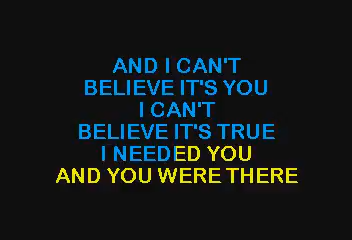 AND I CAN'T
BELIEVE IT'S YOU
I CAN'T
BELIEVE IT'S TRUE
I NEEDED YOU
AND YOU WERE THERE